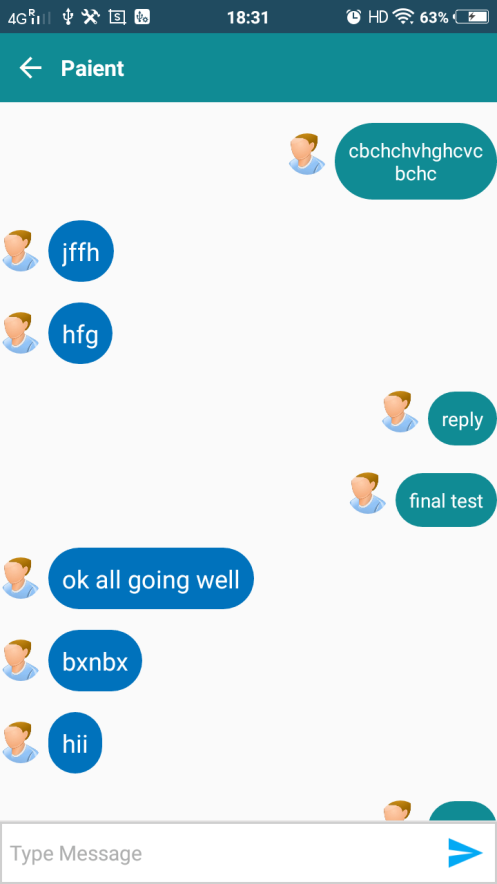 4G R 18:31 HD 63%
Paient
cbchchvhghcvc
bchc
jffh
hfg
reply
final test
ok all going well
bxnbx
hii
Type Message